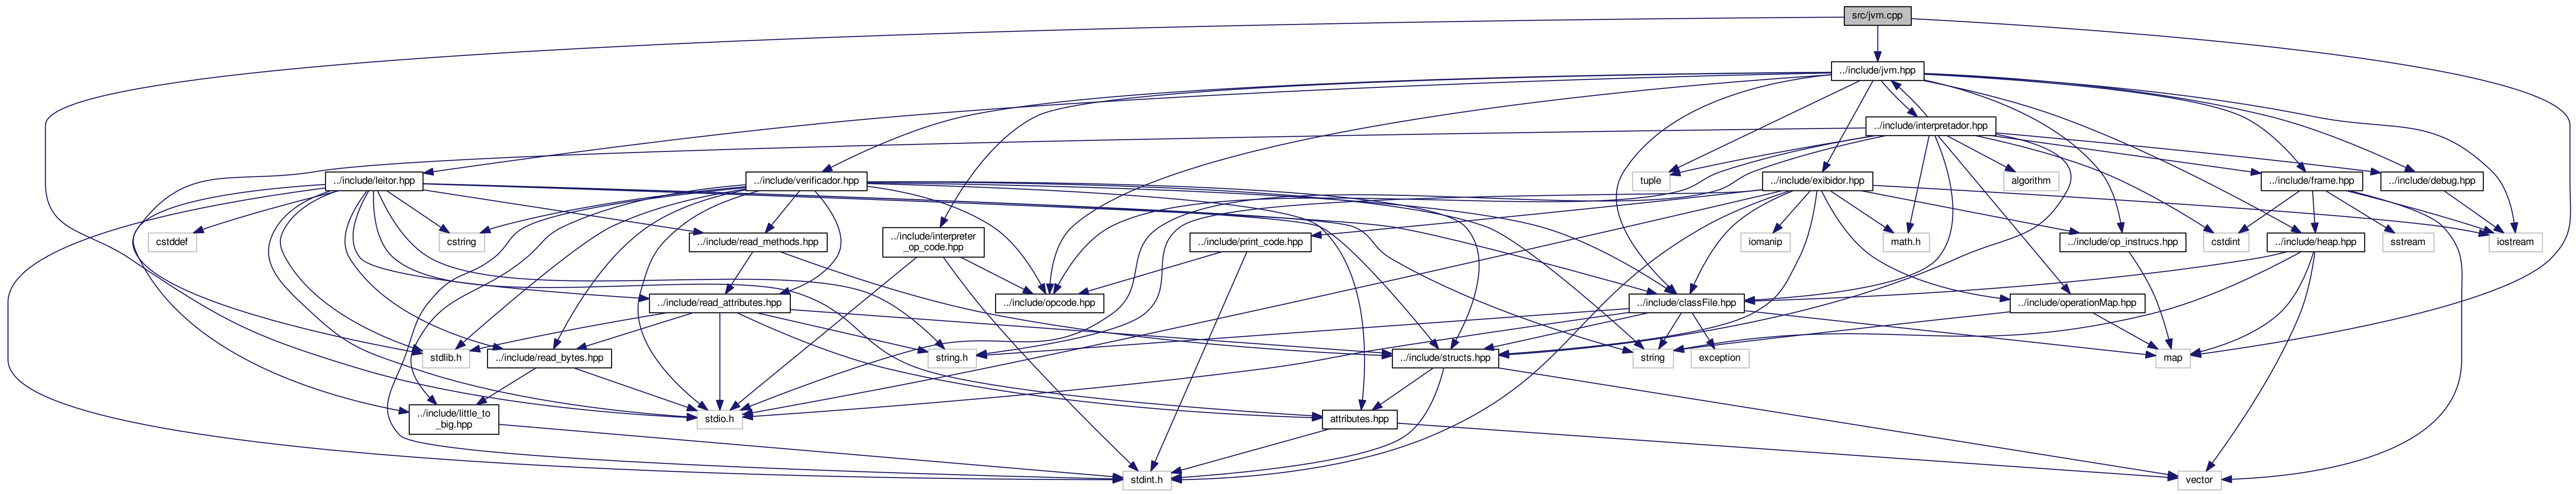 src/jvm.cpp
../include/jvm.hpp
../include/interpretador.hpp
../include/leitor.hpp
../include/verificador.hpp
tuple
../include/exibidor.hpp
algorithm
../include/frame.hpp
../include/debug.hpp
cstddef
cstring
../include/read_methods.hpp
../include/interpreter
_op_code.hpp
../include/print_code.hpp
iomanip
math.h
../include/op_instrucs.hpp
cstdint
../include/heap.hpp
sstream
iostream
../include/read_attributes.hpp
../include/opcode.hpp
../include/classFile.hpp
../include/operationMap.hpp
stdlib.h
../include/read_bytes.hpp
string.h
../include/structs.hpp
string
exception
map
../include/little_to
_big.hpp
stdio.h
attributes.hpp
stdint.h
vector